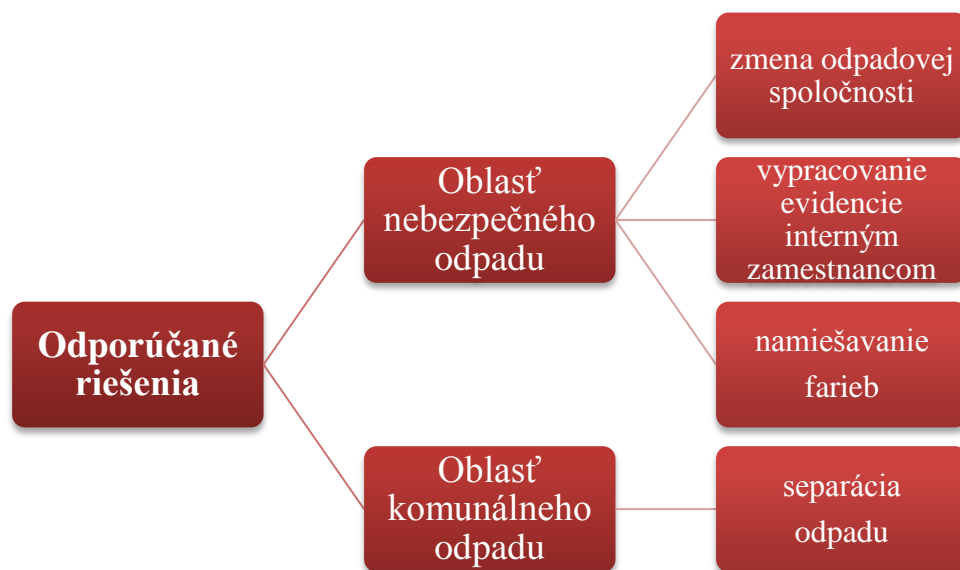 Odporúčané
riešenia
Oblasť
nebezpečného
odpadu
zmena odpadovej
spoločnosti
vypracovanie
evidencie
interným
zamestnancom
namiešavanie
farieb
Oblasť
komunálneho
odpadu
separácia
odpadu